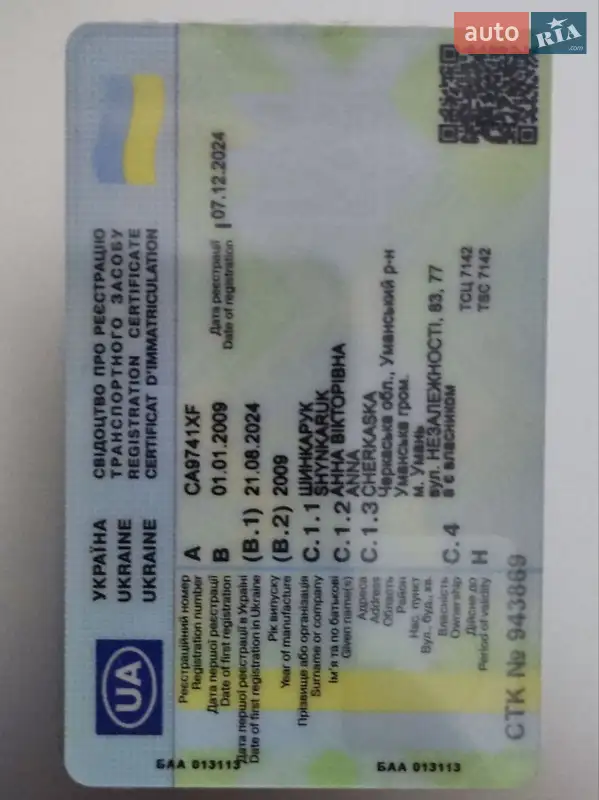 auto RIA .com
UA
УКРАЇНА
UKRAINE
UKRAINE
СВІДОЦТВО ПРО РЕЄСТРАЦІЮ
ТРАНСПОРТНОГО ЗАСОБУ
REGISTRATION CERTIFICATE
CERTIFICAT D'IMMATRICULATION
Реєстраційний номер
Registration number
A CA9741XF
Дата першої реєстрації
Date of first registration
B 01.01.2009
Дата реєстрації
Date of registration
I 07.12.2024
Дата першої реєстрації в Україні
Date of first registration in Ukraine
(B.1) 21.08.2024
Рік випуску
Year of manufacture
(B.2) 2009
Прізвище або організація
Surname or company
C.1.1 ШИНКАРУК
SHYNKARUK
Ім'я та по батькові
Given name(s)
C.1.2 АННА ВІКТОРІВНА
ANNA
Адреса
Address
C.1.3 CHERKASKA
Область
Черкаська обл., Уманський р-н
Район
Уманська гром.
Нас. пункт
м. Умань
Вул., буд., кв.
вул. НЕЗАЛЕЖНОСТІ, 83, 77
Власність
Ownership
C.4 а є власником
Дійсне до
Period of validity
H
ТСЦ 7142
TSC 7142
СТК № 943869
БАА 013113
БАА 013113